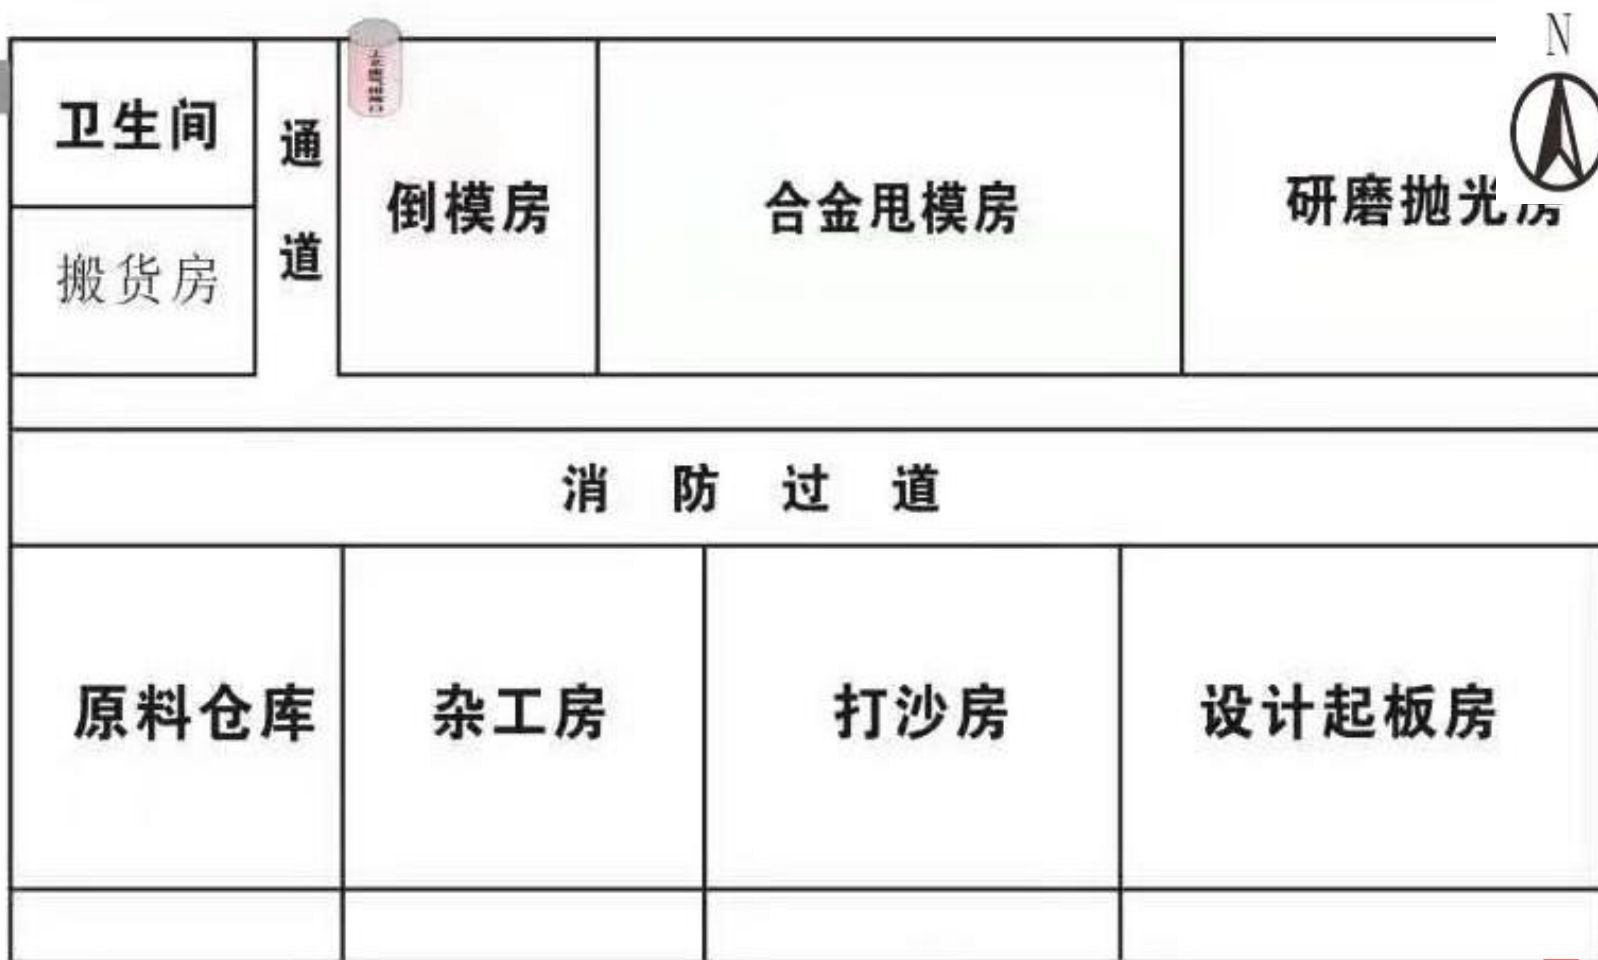 N
卫生间
通道
倒模房
合金甩模房
研磨抛光房
搬货房
消防过道
原料仓库
杂工房
打沙房
设计起板房